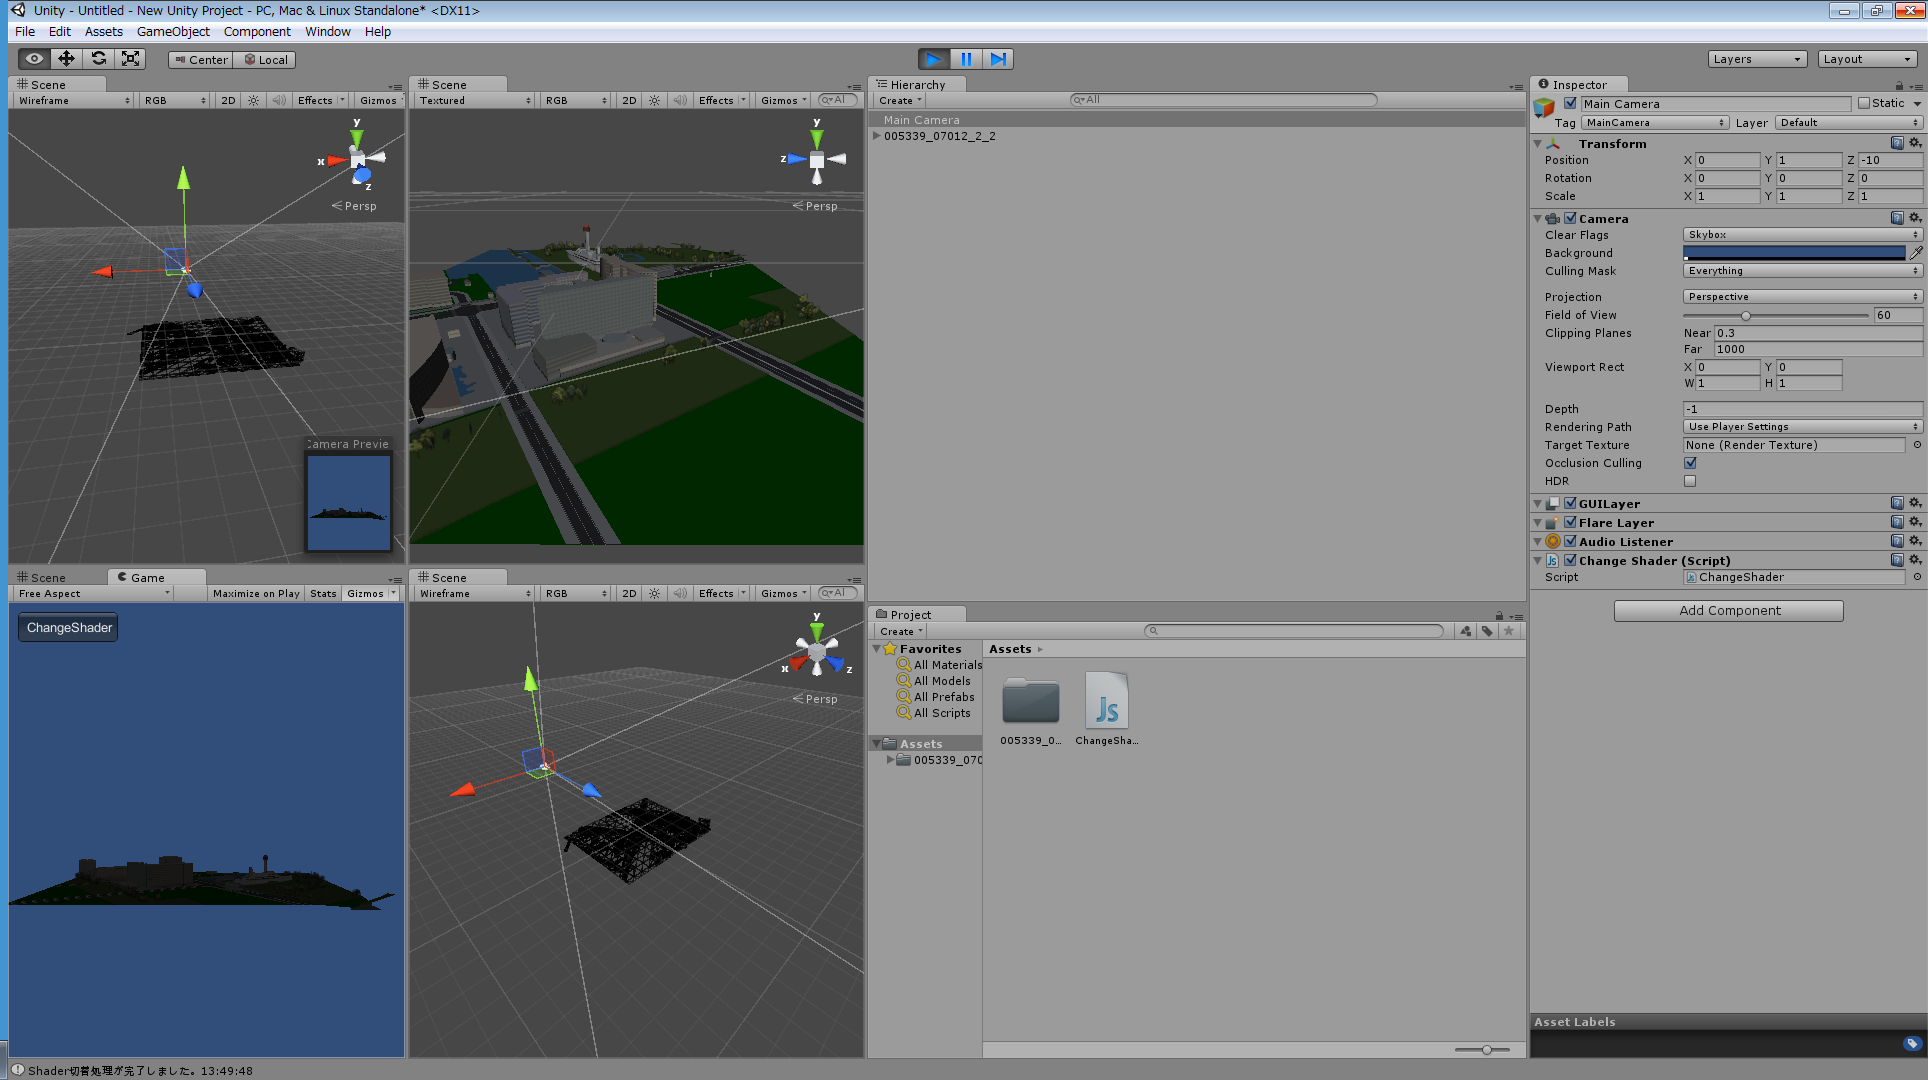 Unity - Untitled - New Unity Project - PC, Mac & Linux Standalone* <DX11>
File Edit Assets GameObject Component Window Help
Center Local
Layers Layout
Scene
Wireframe RGB 2D Effects Gizmos
y
x
z
Persp
Camera Previe
Scene
Textured RGB 2D Effects Gizmos All
y
z
Persp
Scene Game
Free Aspect Maximize on Play Stats Gizmos
ChangeShader
Scene
Wireframe RGB 2D Effects Gizmos All
y
x z
Persp
Hierarchy
Create All
Main Camera
005339_07012_2_2
Project
Create
Favorites
All Materials
All Models
All Prefabs
All Scripts
Assets
005339_070
Assets
Js
005339_0...
ChangeSha...
Inspector
Main Camera Static
Tag MainCamera Layer Default
Transform
Position X 0 Y 1 Z -10
Rotation X 0 Y 0 Z 0
Scale X 1 Y 1 Z 1
Camera
Clear Flags Skybox
Background
Culling Mask Everything
Projection Perspective
Field of View 60
Clipping Planes Near 0.3
Far 1000
Viewport Rect X 0 Y 0
W 1 H 1
Depth -1
Rendering Path Use Player Settings
Target Texture None (Render Texture)
Occlusion Culling
HDR
GUILayer
Flare Layer
Audio Listener
Change Shader (Script)
Script ChangeShader
Add Component
Asset Labels
Shader切替処理が完了しました。13:49:48